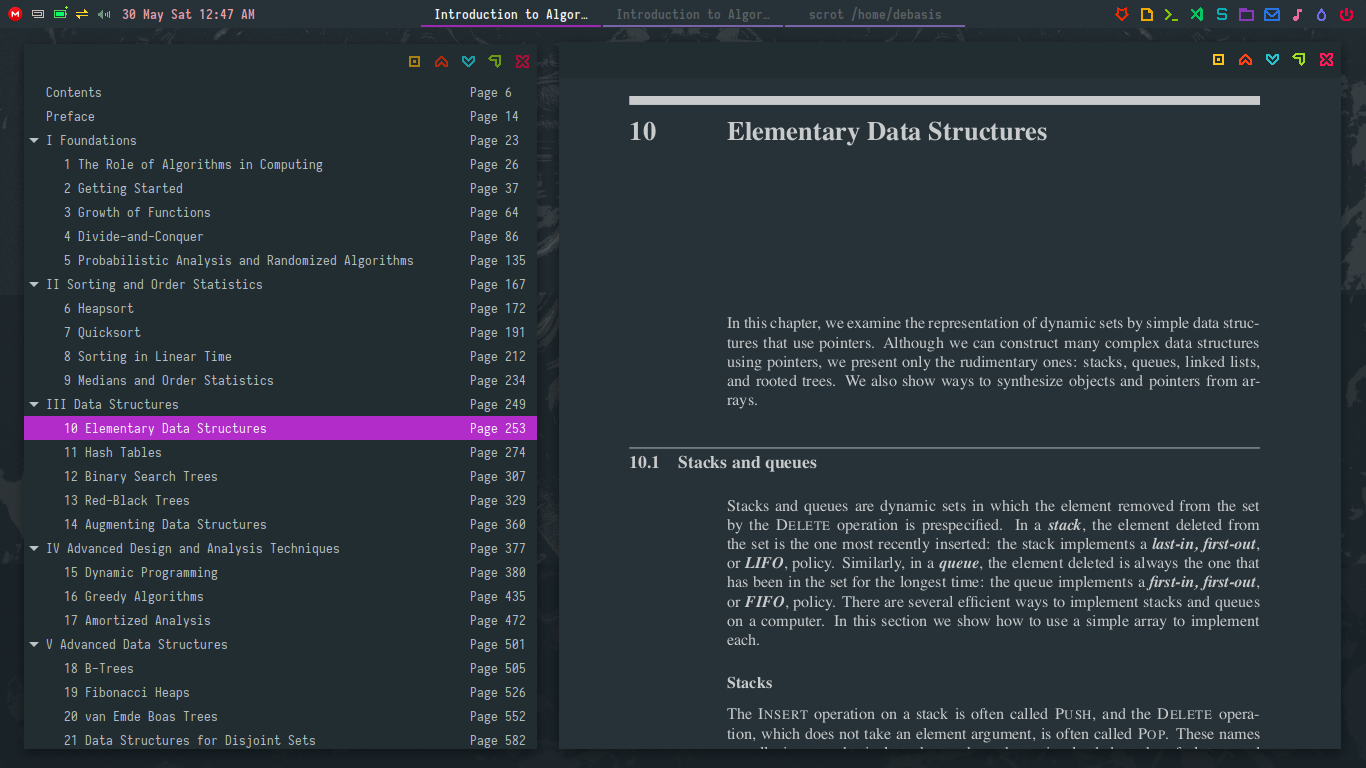 30 May Sat 12:47 AM
Introduction to Algor…
Introduction to Algor…
scrot /home/debasis
Contents Page 6
Preface Page 14
I Foundations Page 23
1 The Role of Algorithms in Computing Page 26
2 Getting Started Page 37
3 Growth of Functions Page 64
4 Divide-and-Conquer Page 86
5 Probabilistic Analysis and Randomized Algorithms Page 135
II Sorting and Order Statistics Page 167
6 Heapsort Page 172
7 Quicksort Page 191
8 Sorting in Linear Time Page 212
9 Medians and Order Statistics Page 234
III Data Structures Page 249
10 Elementary Data Structures Page 253
11 Hash Tables Page 274
12 Binary Search Trees Page 307
13 Red-Black Trees Page 329
14 Augmenting Data Structures Page 360
IV Advanced Design and Analysis Techniques Page 377
15 Dynamic Programming Page 380
16 Greedy Algorithms Page 435
17 Amortized Analysis Page 472
V Advanced Data Structures Page 501
18 B-Trees Page 505
19 Fibonacci Heaps Page 526
20 van Emde Boas Trees Page 552
21 Data Structures for Disjoint Sets Page 582
10 Elementary Data Structures
In this chapter, we examine the representation of dynamic sets by simple data struc-
tures that use pointers. Although we can construct many complex data structures
using pointers, we present only the rudimentary ones: stacks, queues, linked lists,
and rooted trees. We also show ways to synthesize objects and pointers from ar-
rays.
10.1 Stacks and queues
Stacks and queues are dynamic sets in which the element removed from the set
by the DELETE operation is prespecified. In a stack, the element deleted from
the set is the one most recently inserted: the stack implements a last-in, first-out,
or LIFO, policy. Similarly, in a queue, the element deleted is always the one that
has been in the set for the longest time: the queue implements a first-in, first-out,
or FIFO, policy. There are several efficient ways to implement stacks and queues
on a computer. In this section we show how to use a simple array to implement
each.
Stacks
The INSERT operation on a stack is often called PUSH, and the DELETE opera-
tion, which does not take an element argument, is often called POP. These names